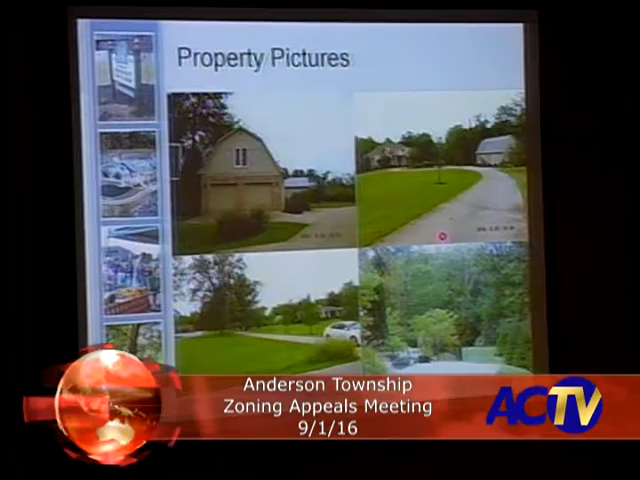 Property Pictures
Anderson Township
Zoning Appeals Meeting
9/1/16
ACTV